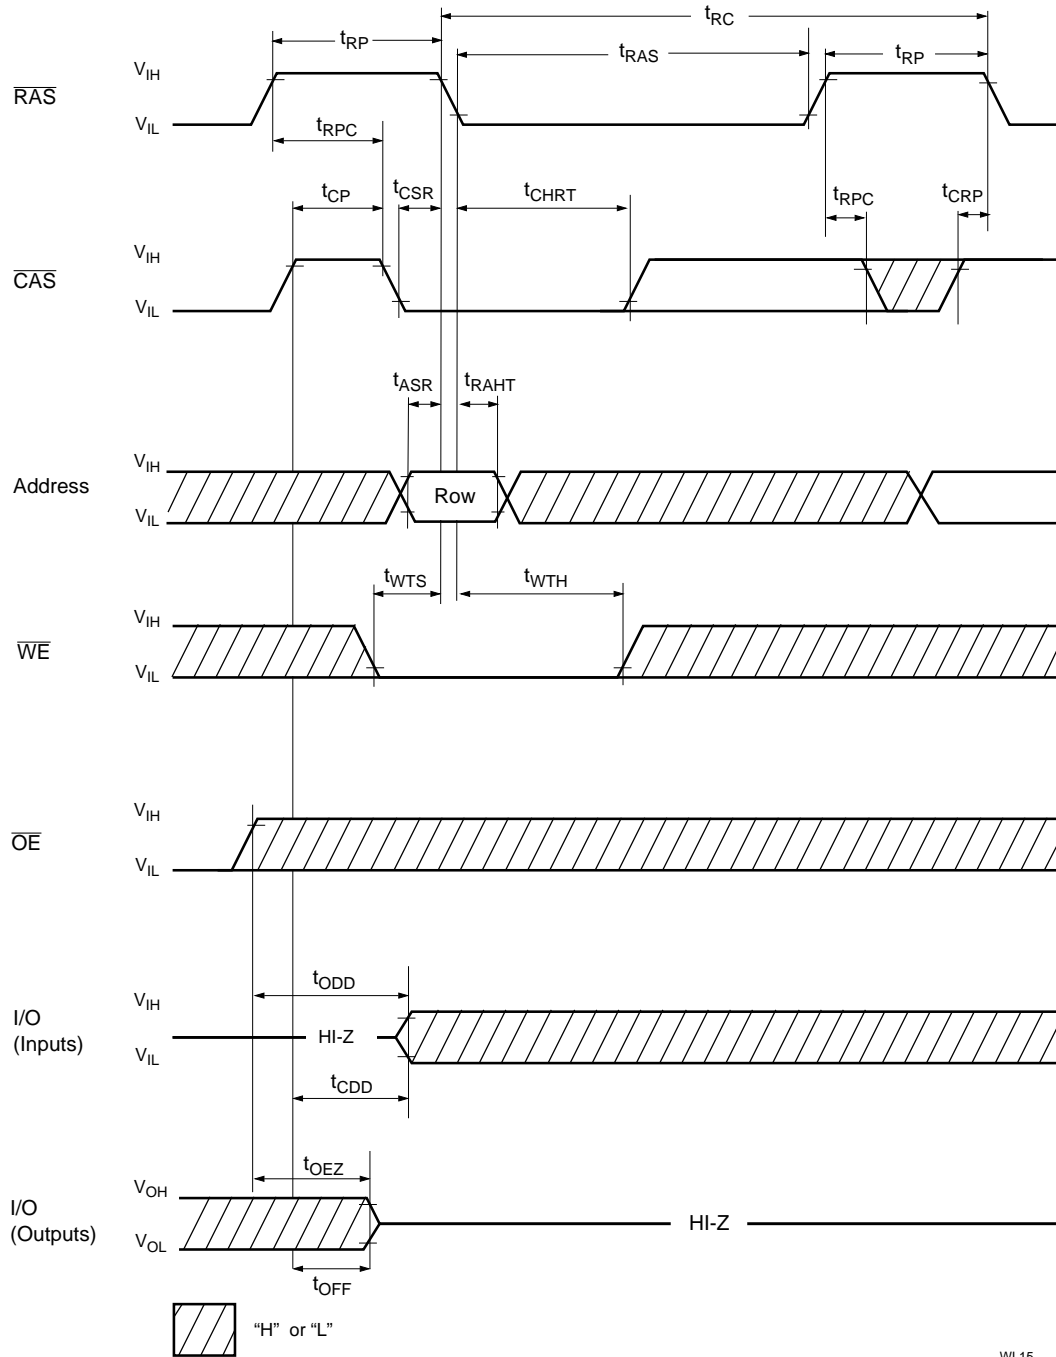 tRC
tRP
tRAS
tRP
VIH
RAS
VIL
tRPC
tCSR
tCP
tCHRT
tRPC
tCRP
VIH
CAS
VIL
tASR
tRAHT
VIH
Address
Row
VIL
tWTS
tWTH
VIH
WE
VIL
VIH
OE
VIL
tODD
VIH
I/O
(Inputs)
HI-Z
VIL
tCDD
tOEZ
VOH
I/O
(Outputs)
HI-Z
VOL
tOFF
“H” or “L”
WL15